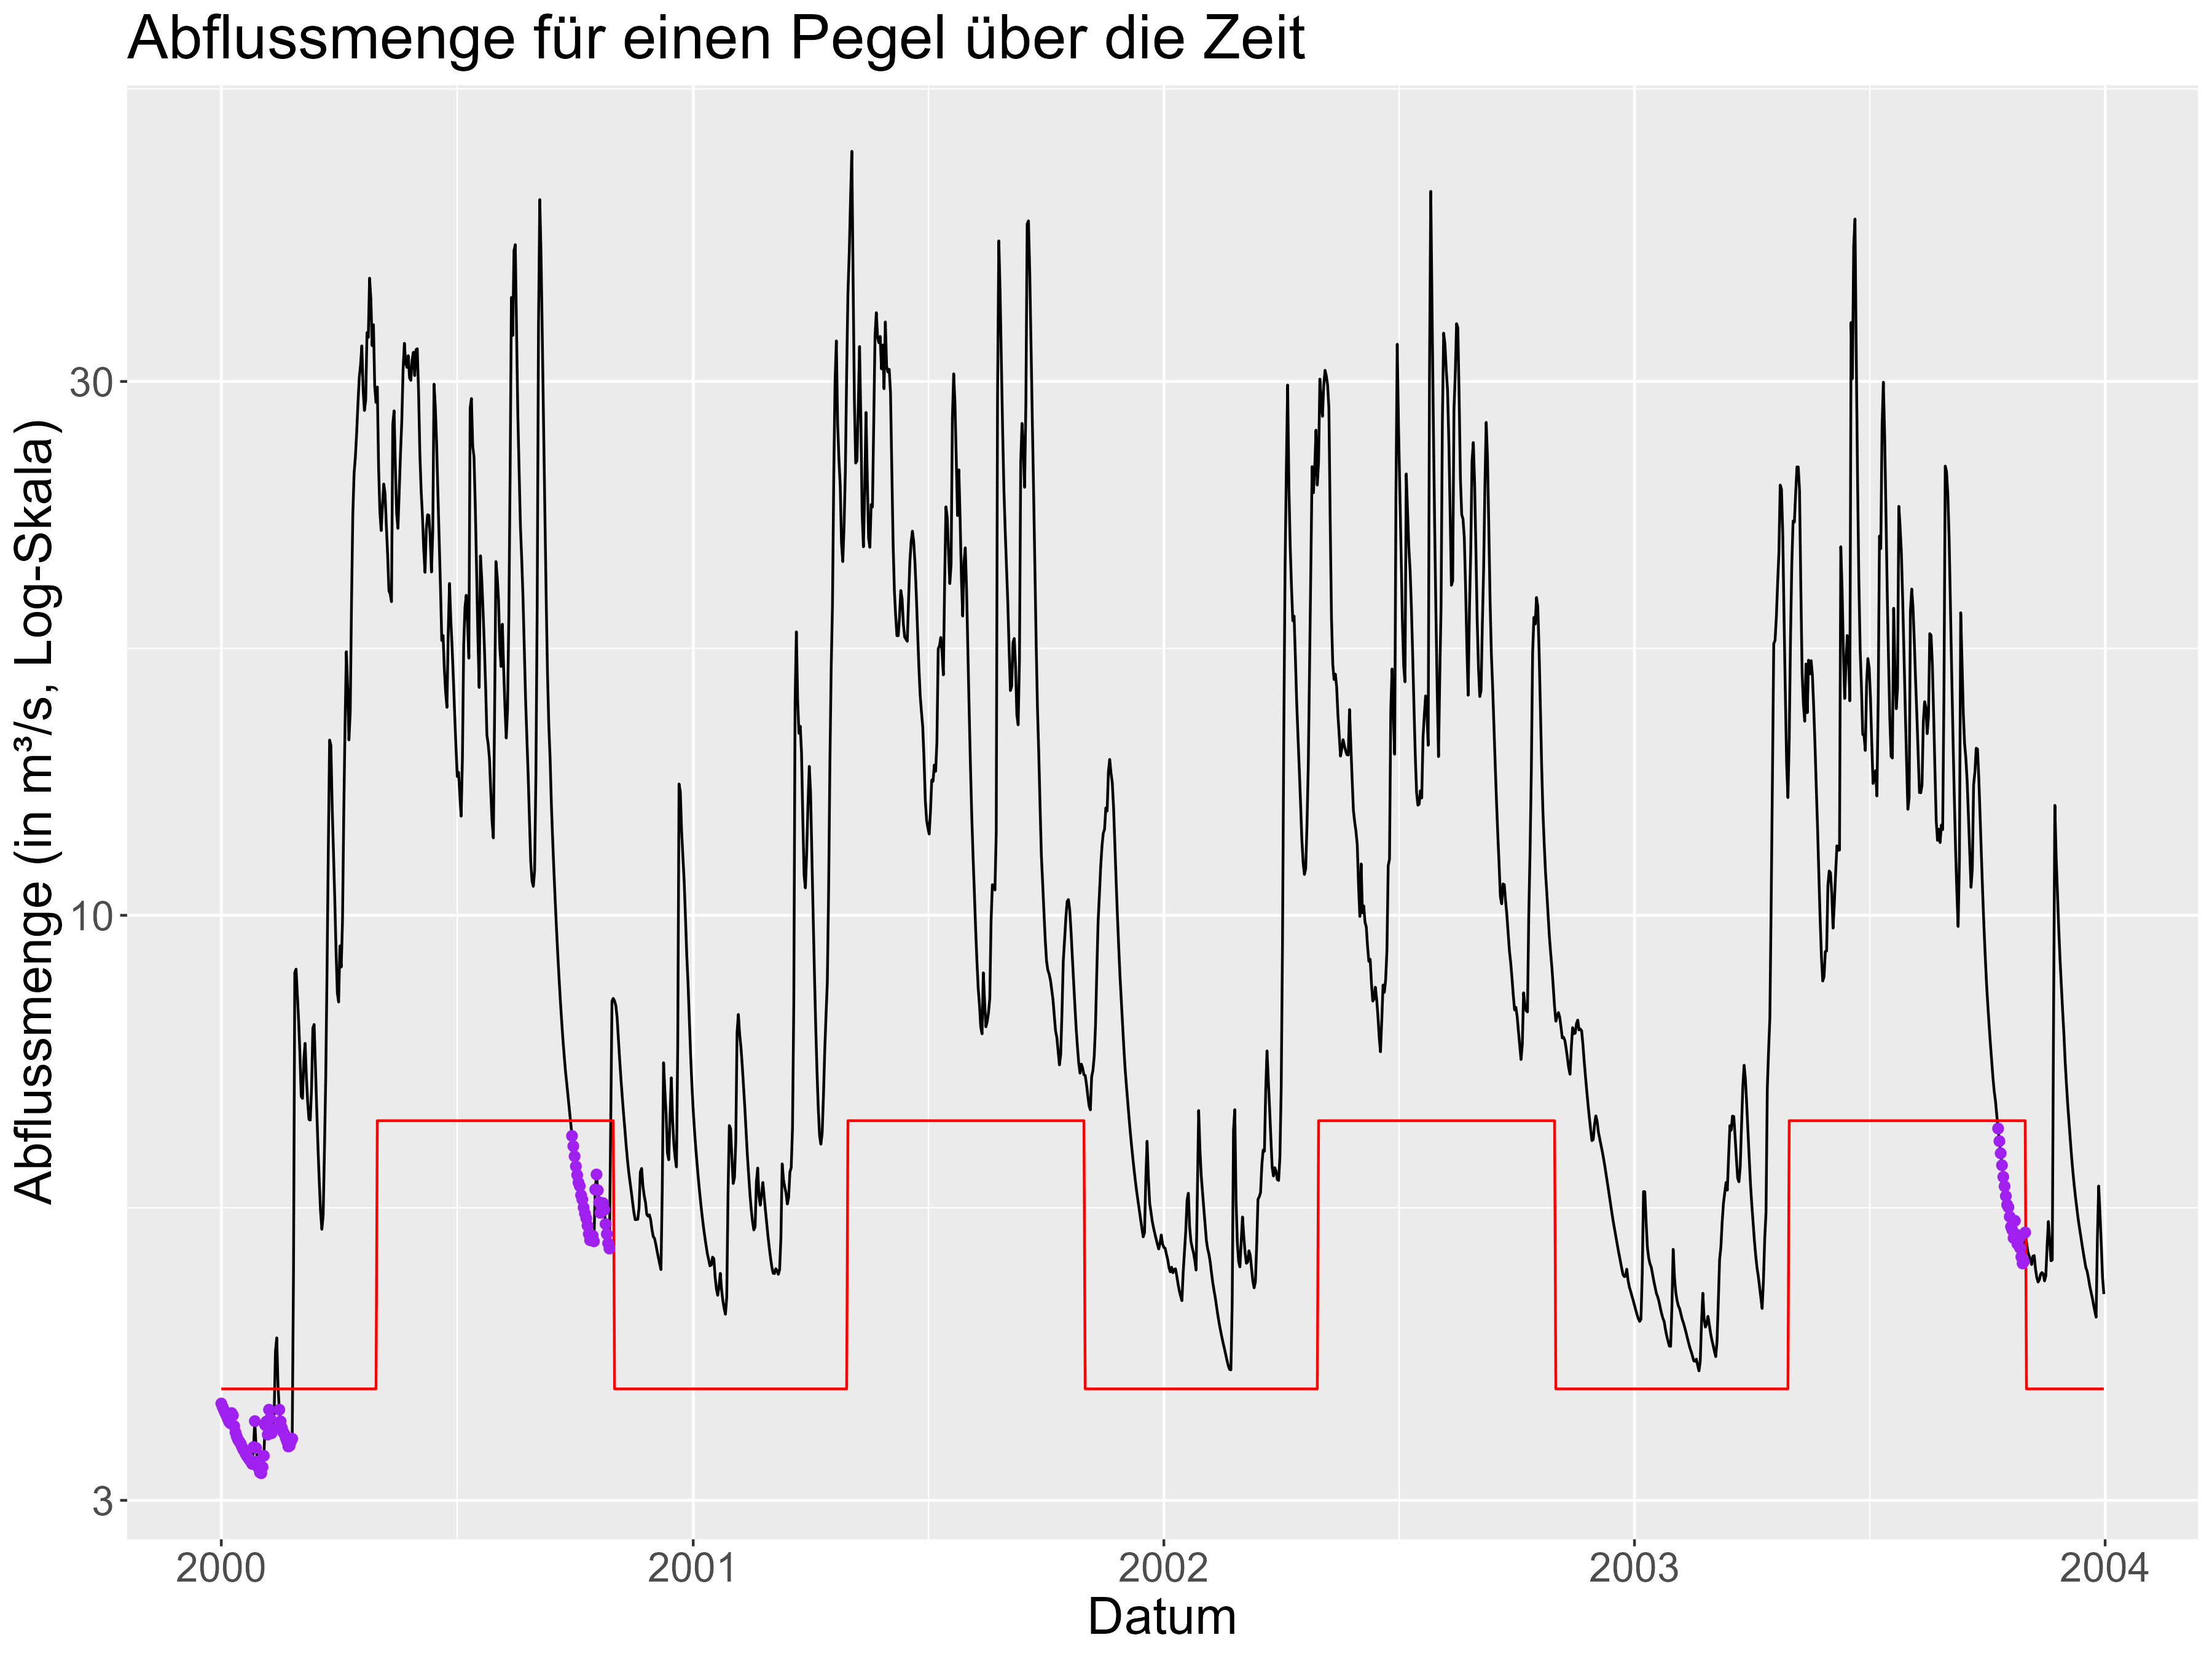 Abflussmenge für einen Pegel über die Zeit
Abflussmenge (in m³/s, Log-Skala)
30
10
3
2000
2001
2002
2003
2004
Datum